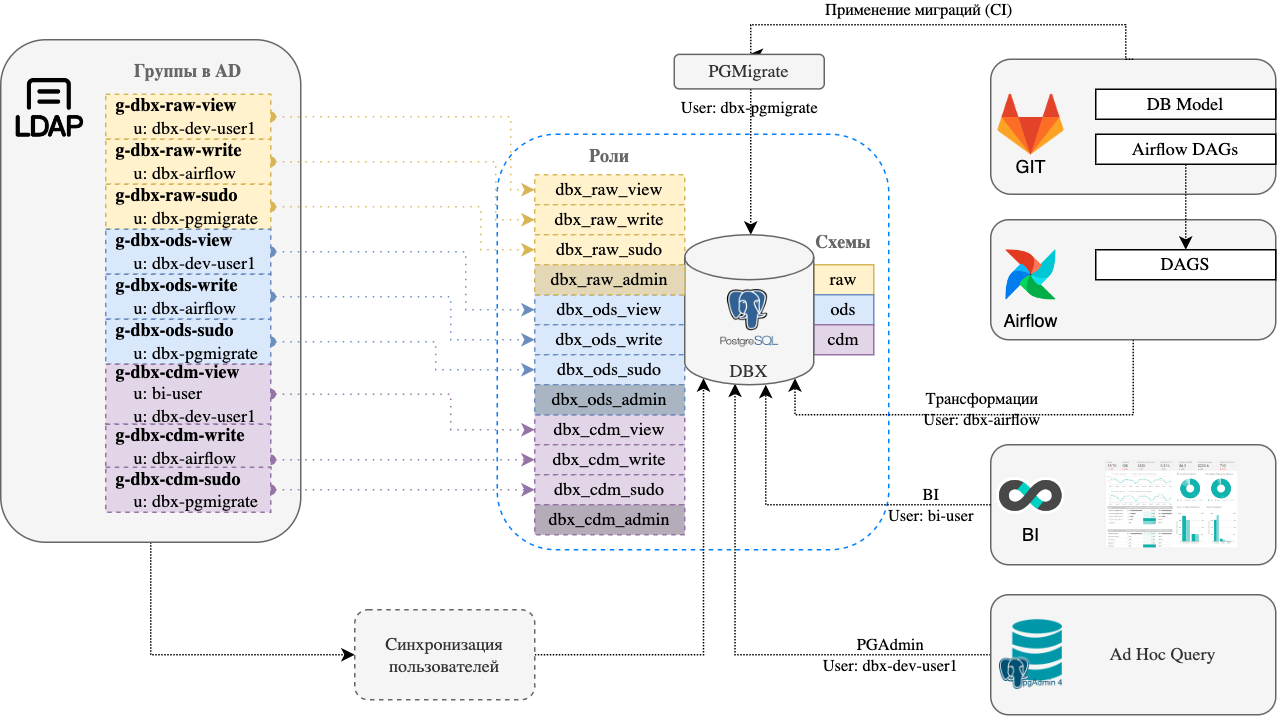 Применение миграций (CI)
PGMigrate
User: dbx-pgmigrate
LDAP
Группы в AD
g-dbx-raw-view
u: dbx-dev-user1
g-dbx-raw-write
u: dbx-airflow
g-dbx-raw-sudo
u: dbx-pgmigrate
g-dbx-ods-view
u: dbx-dev-user1
g-dbx-ods-write
u: dbx-airflow
g-dbx-ods-sudo
u: dbx-pgmigrate
g-dbx-cdm-view
u: bi-user
u: dbx-dev-user1
g-dbx-cdm-write
u: dbx-airflow
g-dbx-cdm-sudo
u: dbx-pgmigrate
Роли
dbx_raw_view
dbx_raw_write
dbx_raw_sudo
dbx_raw_admin
dbx_ods_view
dbx_ods_write
dbx_ods_sudo
dbx_ods_admin
dbx_cdm_view
dbx_cdm_write
dbx_cdm_sudo
dbx_cdm_admin
PostgreSQL
DBX
Схемы
raw
ods
cdm
GIT
DB Model
Airflow DAGs
Airflow
DAGS
Трансформации
User: dbx-airflow
BI
User: bi-user
BI
PGAdmin
User: dbx-dev-user1
pgAdmin 4
Ad Hoc Query
Синхронизация
пользователей